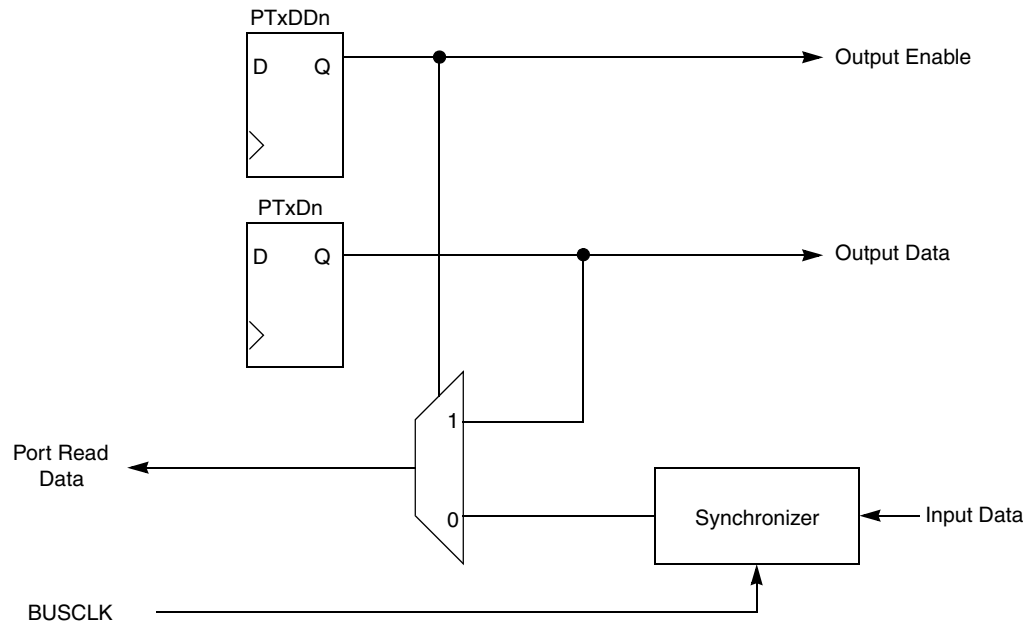 PTxDDn
D Q
Output Enable
PTxDn
D Q
Output Data
1
Port Read
Data
0
Synchronizer
Input Data
BUSCLK